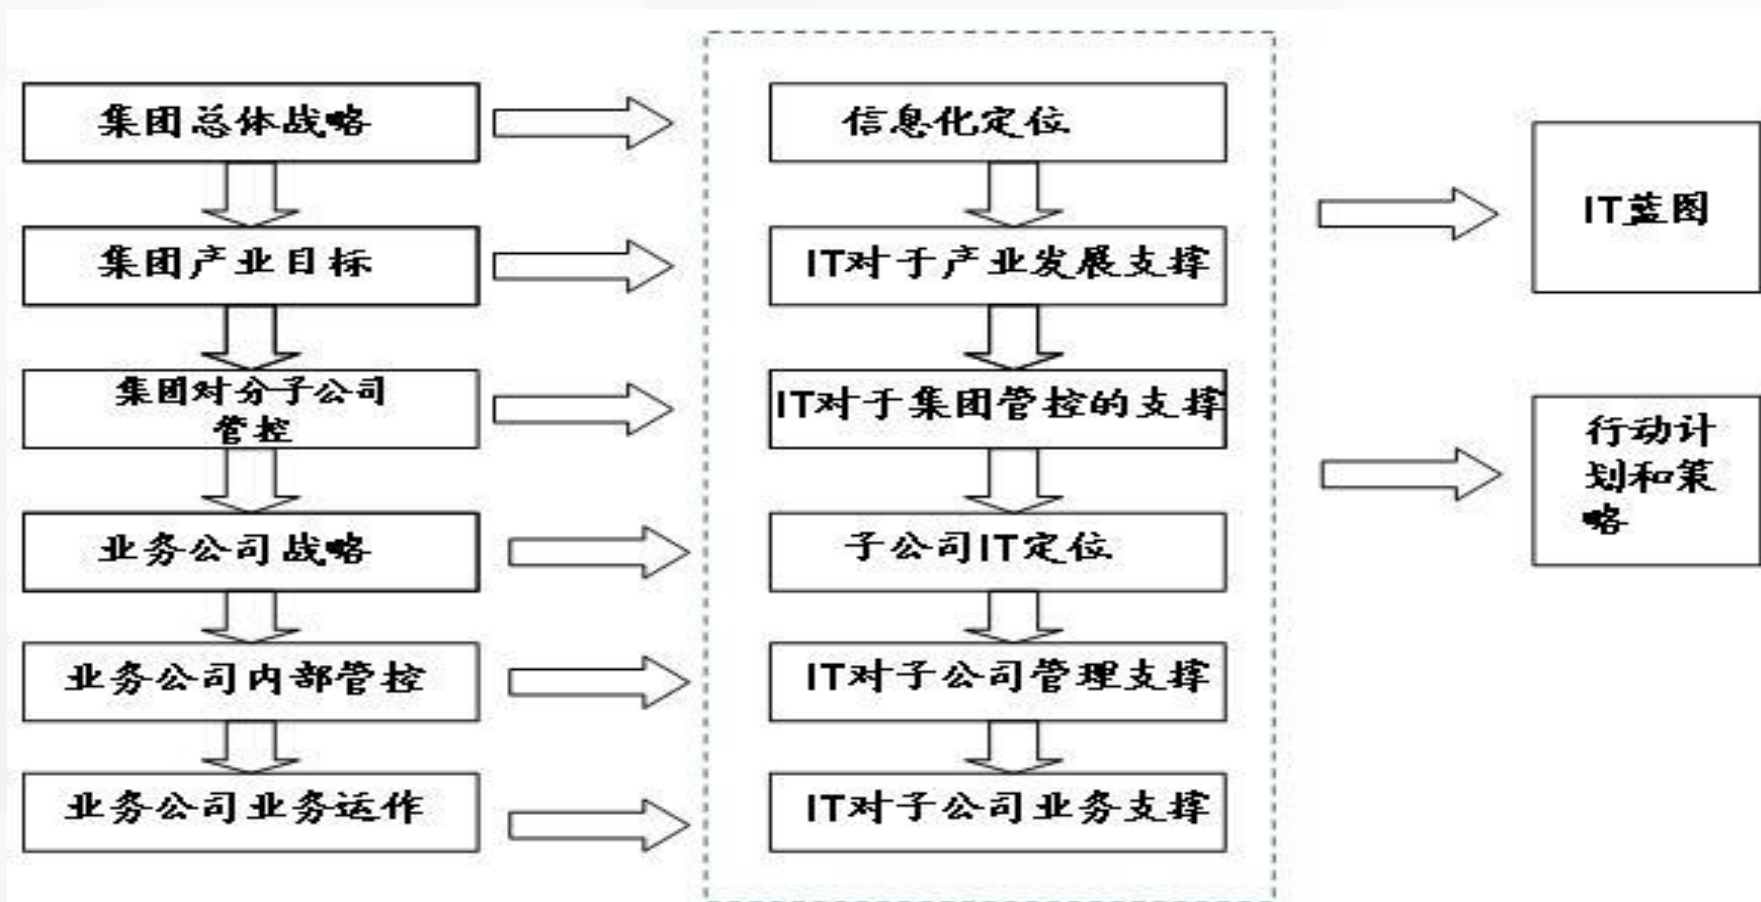 集团总体战略
信息化定位
IT蓝图
集团产业目标
IT对于产业发展支撑
集团对分子公司
管控
IT对于集团管控的支撑
行动计
划和策
略
业务公司战略
子公司IT定位
业务公司内部管控
IT对子公司管理支撑
业务公司业务运作
IT对子公司业务支撑